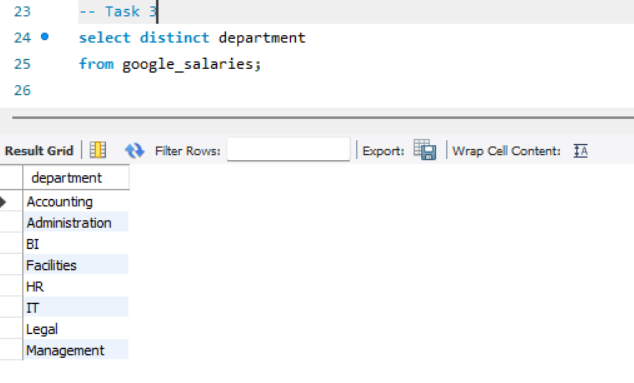 23 -- Task 3
24 select distinct department
25 from google_salaries;
26
Result Grid Filter Rows: Export: Wrap Cell Content: IA
department
Accounting
Administration
BI
Facilities
HR
IT
Legal
Management